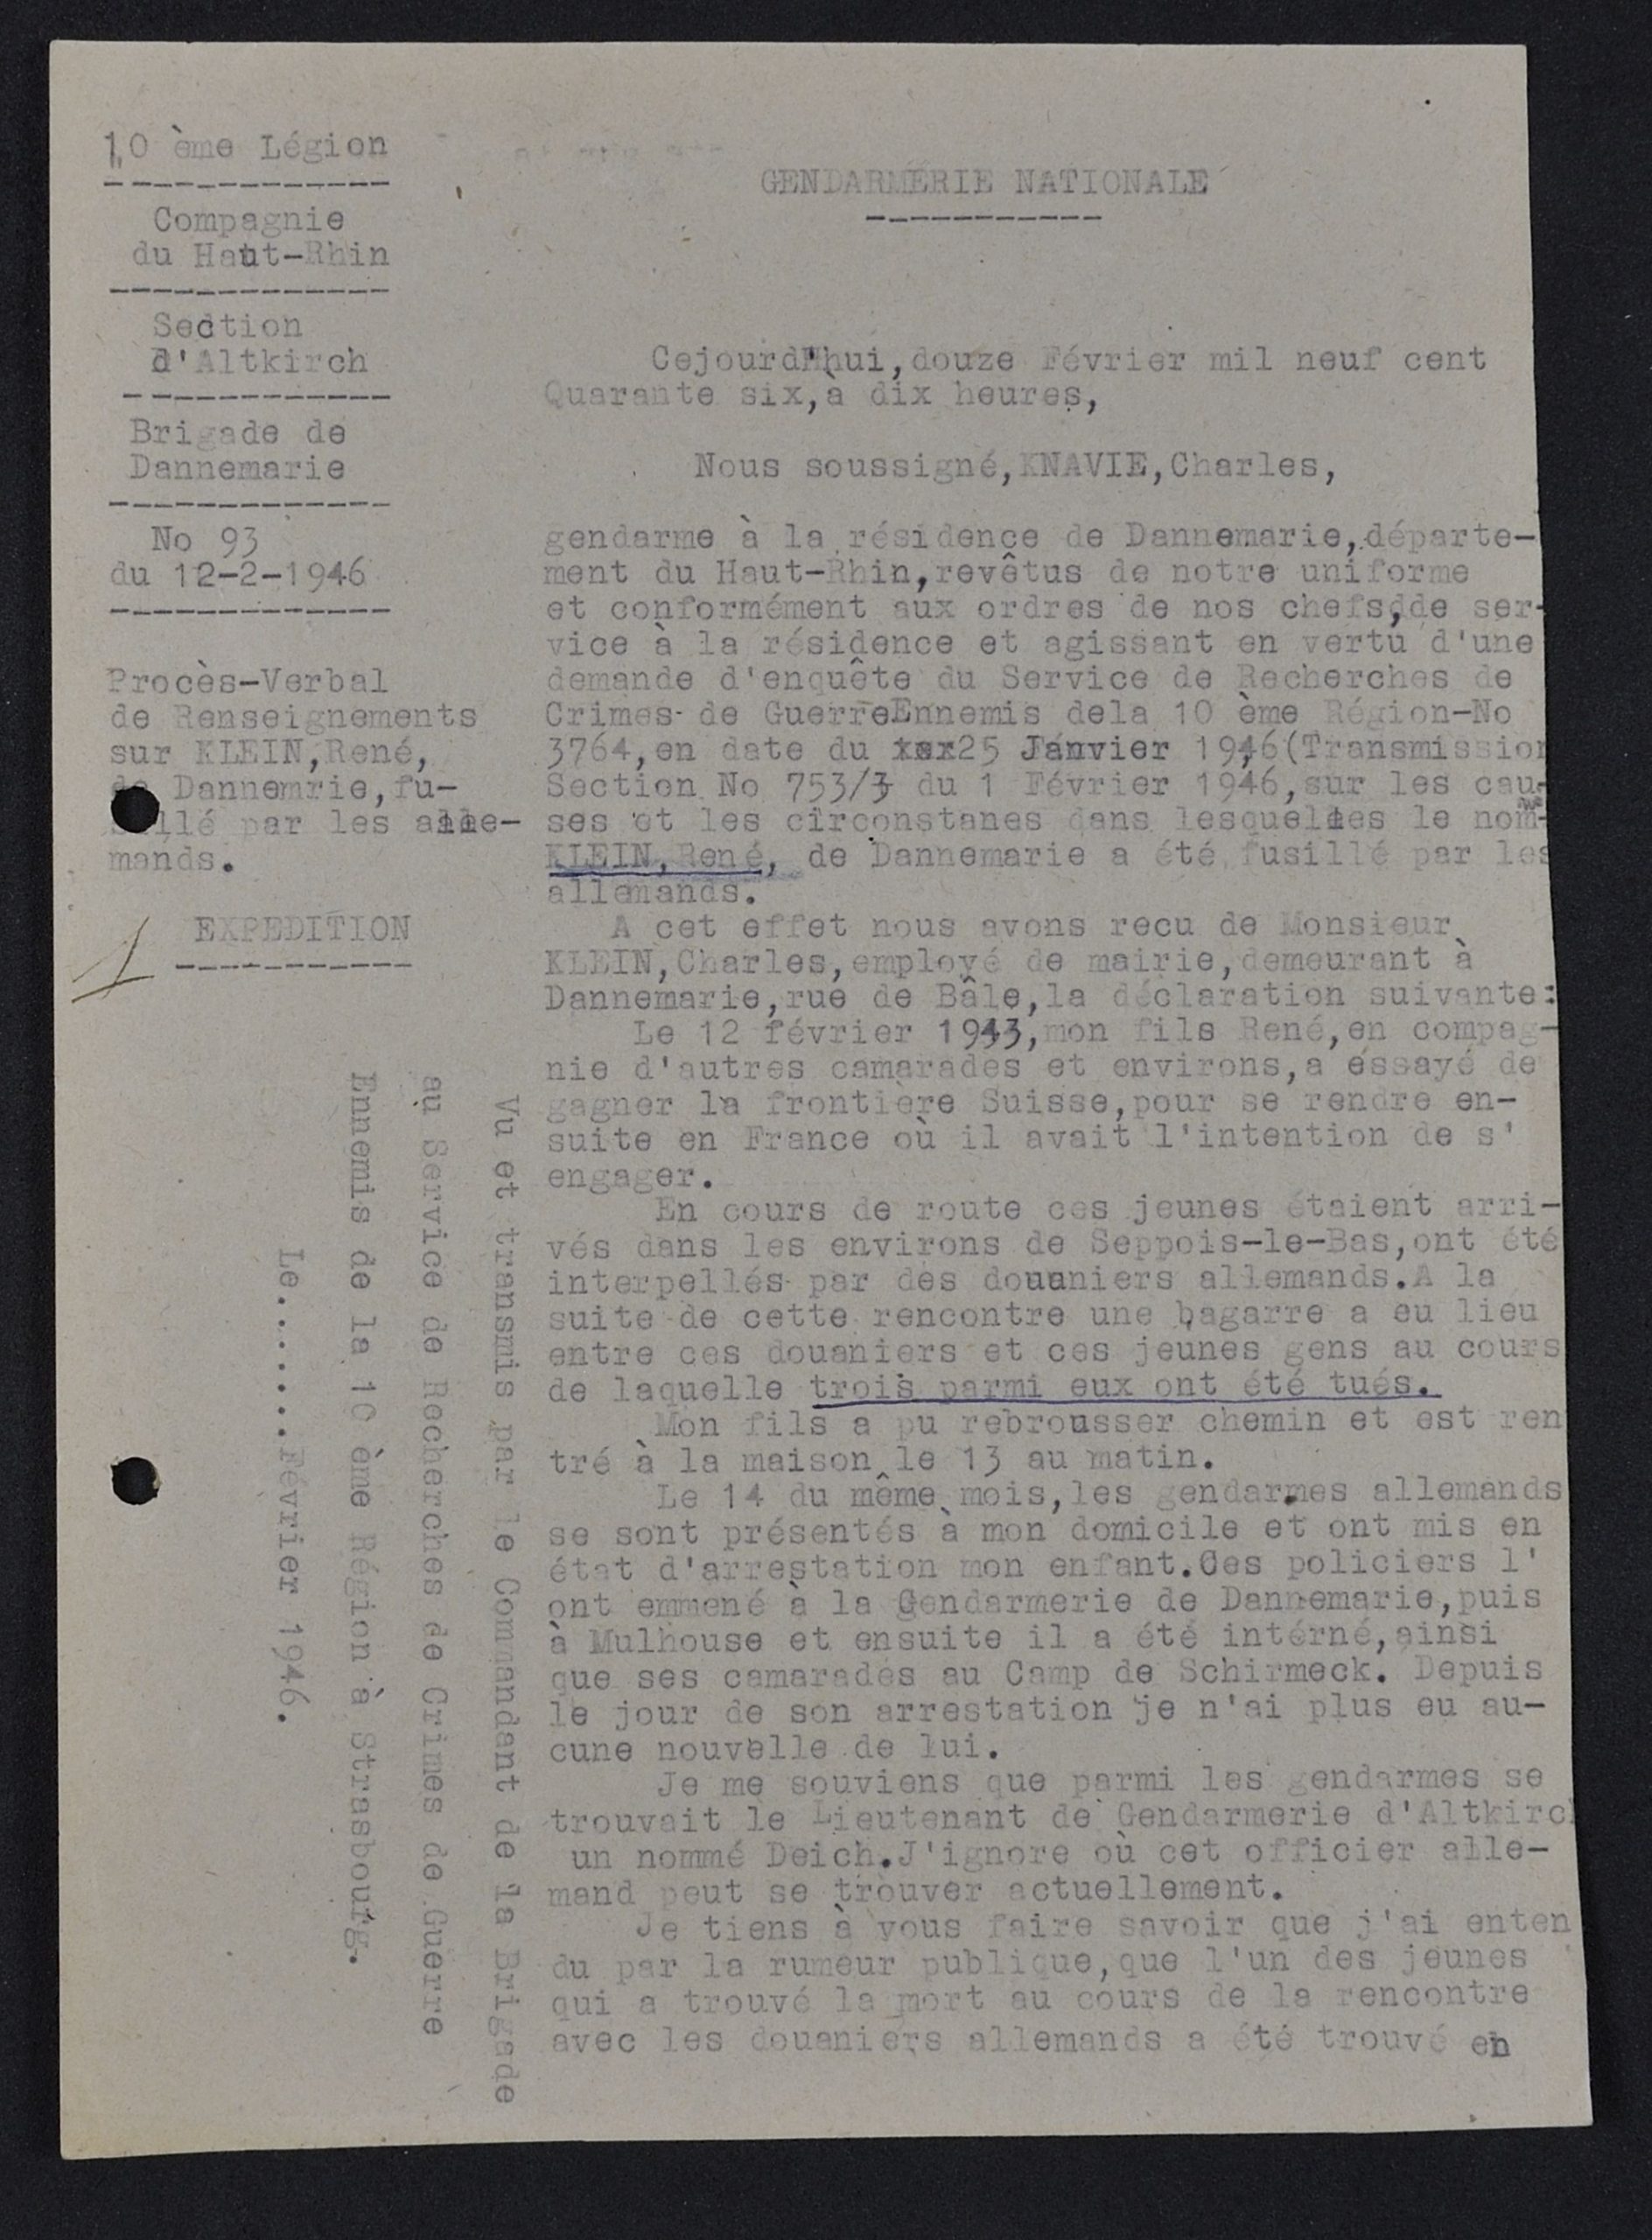 10 ème Légion
Compagnie
du Haut-Rhin
Section
d'Altkirch
Brigade de
Dannemarie
No 93
du 12-2-1946
Procès-Verbal
de Renseignements
sur KLEIN,René,
de Dannemrie,fu-
llé par les alle-
mands.
EXPEDITION
1
GENDARMERIE NATIONALE
Cejourd'hui,douze Février mil neuf cent
Quarante six,à dix heures,
Nous soussigné,KNAVIE,Charles,
gendarme à la résidence de Dannemarie,départe-
ment du Haut-Rhin,revêtus de notre uniforme
et conformément aux ordres de nos chefs,de ser-
vice à la résidence et agissant en vertu d'une
demande d'enquête du Service de Recherches de
Crimes de GuerreEnnemis dela 10 ème Région-No
3764,en date du 25 Janvier 1946(Transmission
Section No 753/3 du 1 Février 1946,sur les cau-
ses et les circonstanes dans lesquelles le nom-
KLEIN,René, de Dannemarie a été fusillé par les
allemands.
A cet effet nous avons recu de Monsieur
KLEIN,Charles,employé de mairie,demeurant à
Dannemarie,rue de Bâle,la déclaration suivante:
Le 12 février 1943,mon fils René,en compag-
nie d'autres camarades et environs,a éssayé de
gagner la frontière Suisse,pour se rendre en-
suite en France où il avait l'intention de s'
engager.
En cours de route ces jeunes étaient arri-
vés dans les environs de Seppois-le-Bas,ont été
interpellés par des douaniers allemands.A la
suite de cette rencontre une bagarre a eu lieu
entre ces douaniers et ces jeunes gens au cours
de laquelle trois parmi eux ont été tués.
Mon fils a pu rebrousser chemin et est ren
tré à la maison le 13 au matin.
Le 14 du même mois,les gendarmes allemands
se sont présentés à mon domicile et ont mis en
état d'arrestation mon enfant.Ces policiers l'
ont emmené à la Gendarmerie de Dannemarie,puis
à Mulhouse et ensuite il a été intérné,ainsi
que ses camarades au Camp de Schirmeck. Depuis
le jour de son arrestation je n'ai plus eu au-
cune nouvelle de lui.
Je me souviens que parmi les gendarmes se
trouvait le Lieutenant de Gendarmerie d'Altkirch
un nommé Deich.J'ignore où cet officier alle-
mand peut se trouver actuellement.
Je tiens à vous faire savoir que j'ai enten
du par la rumeur publique,que l'un des jeunes
qui a trouvé la mort au cours de la rencontre
avec les douaniers allemands a été trouvé en
Vu et transmis par le Commandant de la Brigade
au Service de Recherches de Crimes de Guerre
Ennemis de la 10 ème Région à Strasbourg.
Le.......Février 1946.